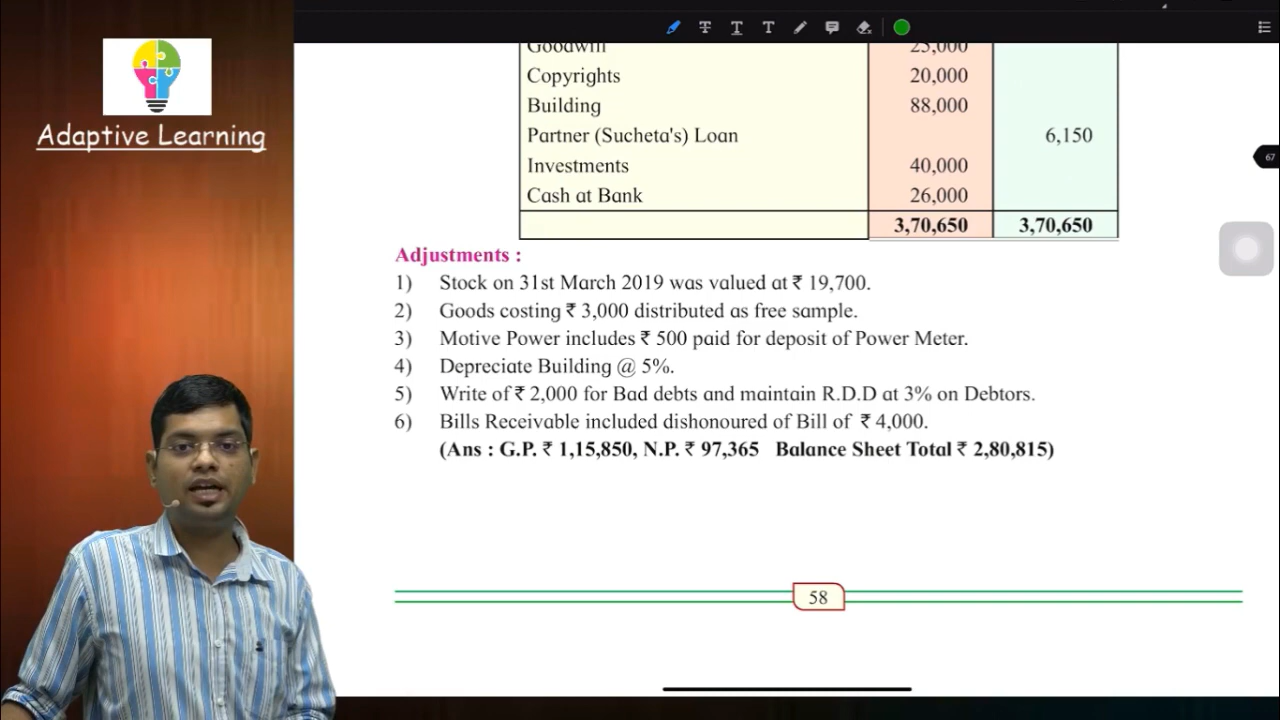 Adaptive Learning
T T T
Goodwill 25,000
Copyrights 20,000
Building 88,000
Partner (Sucheta's) Loan 6,150
Investments 40,000
Cash at Bank 26,000
3,70,650 3,70,650
67
Adjustments :
1) Stock on 31st March 2019 was valued at ₹ 19,700.
2) Goods costing ₹ 3,000 distributed as free sample.
3) Motive Power includes ₹ 500 paid for deposit of Power Meter.
4) Depreciate Building @ 5%.
5) Write of ₹ 2,000 for Bad debts and maintain R.D.D at 3% on Debtors.
6) Bills Receivable included dishonoured of Bill of ₹ 4,000.
(Ans : G.P. ₹ 1,15,850, N.P. ₹ 97,365 Balance Sheet Total ₹ 2,80,815)
58